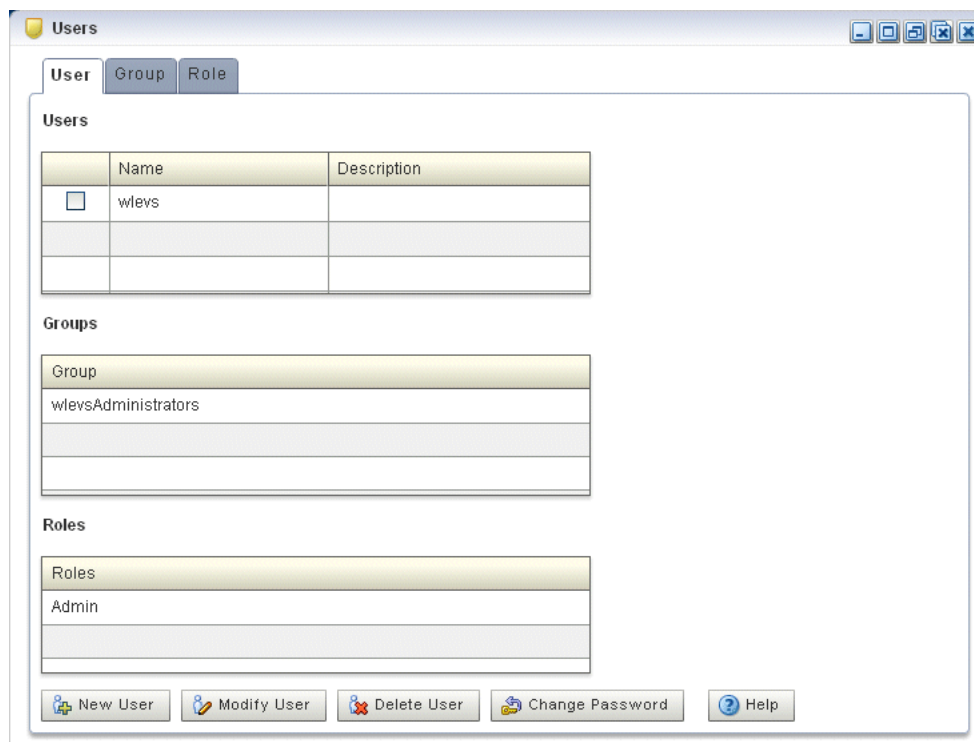 Users
User Group Role
Users
Name Description
wlevs
Groups
Group
wlevsAdministrators
Roles
Roles
Admin
New User Modify User Delete User Change Password Help